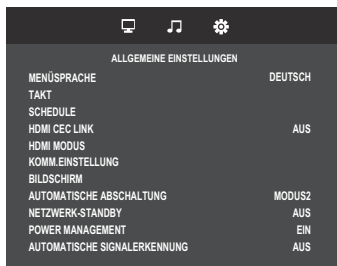 ALLGEMEINE EINSTELLUNGEN
MENÜSPRACHE DEUTSCH
TAKT
SCHEDULE
HDMI CEC LINK AUS
HDMI MODUS
KOMM.EINSTELLUNG
BILDSCHIRM
AUTOMATISCHE ABSCHALTUNG MODUS2
NETZWERK-STANDBY AUS
POWER MANAGEMENT EIN
AUTOMATISCHE SIGNALERKENNUNG AUS